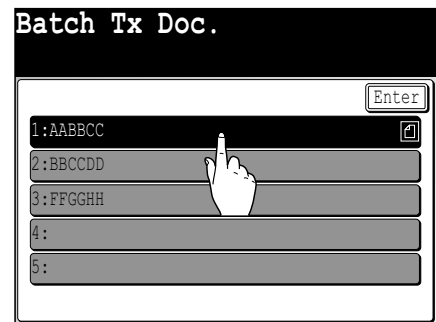 Batch Tx Doc.
Enter
1:AABBCC
2:BBCCDD
3:FFGGHH
4:
5: